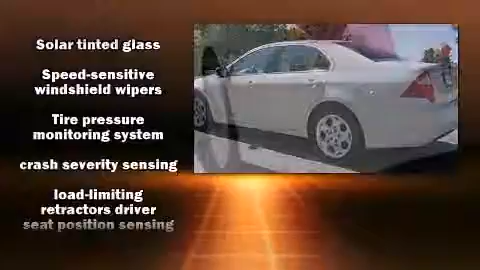 Solar tinted glass
Speed-sensitive
windshield wipers
Tire pressure
monitoring system
crash severity sensing
load-limiting
retractors driver
seat position sensing